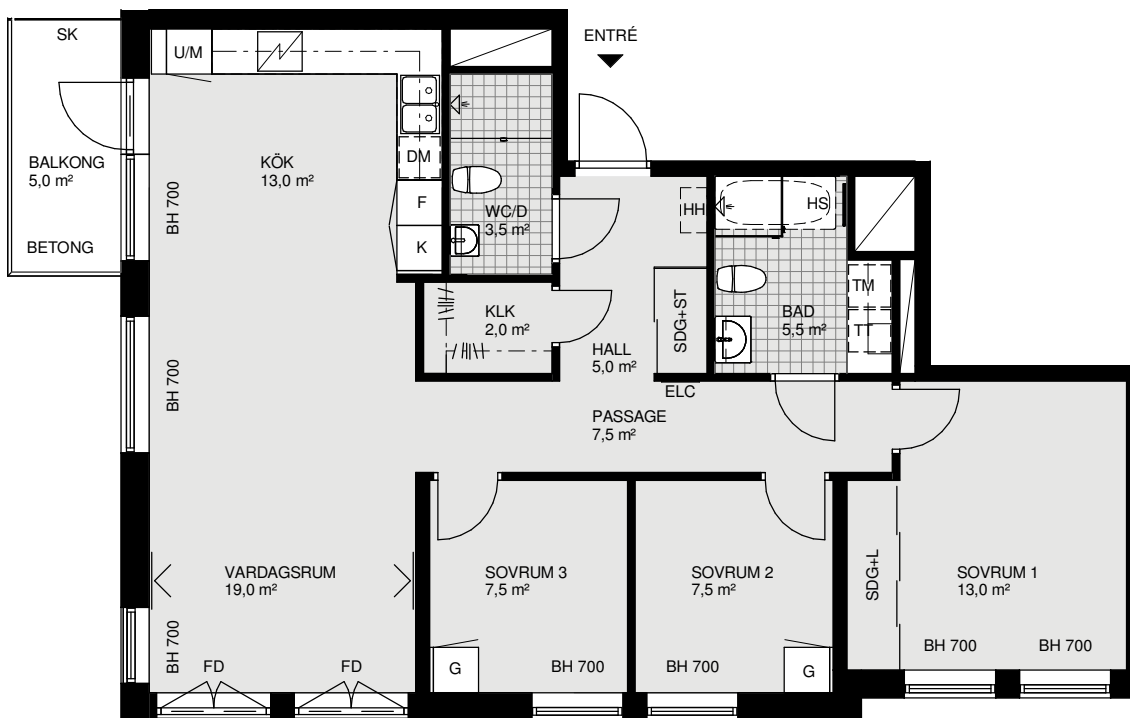 SK
U/M
ENTRÉ
BALKONG
5,0 m²
KÖK
13,0 m²
DM
BH 700
F
WC/D
3,5 m²
HH
HS
BETONG
K
KLK
2,0 m²
SDG+ST
BAD
5,5 m²
TM
TT
HALL
5,0 m²
BH 700
ELC
PASSAGE
7,5 m²
VARDAGSRUM
19,0 m²
SOVRUM 3
7,5 m²
SOVRUM 2
7,5 m²
SDG+L
SOVRUM 1
13,0 m²
BH 700
FD
FD
G
BH 700
BH 700
G
BH 700
BH 700